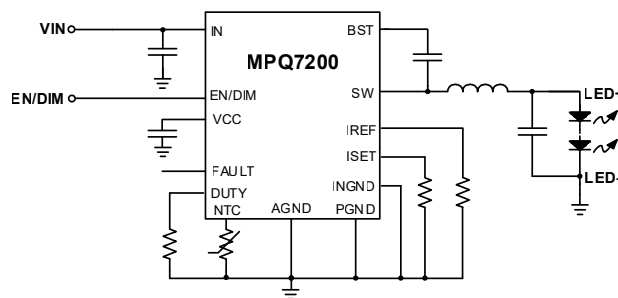 VIN
IN
BST
MPQ7200
EN/DIM
EN/DIM
SW
LED-
VCC
IREF
ISET
FAULT
INGND
LED-
DUTY
NTC
AGND
PGND